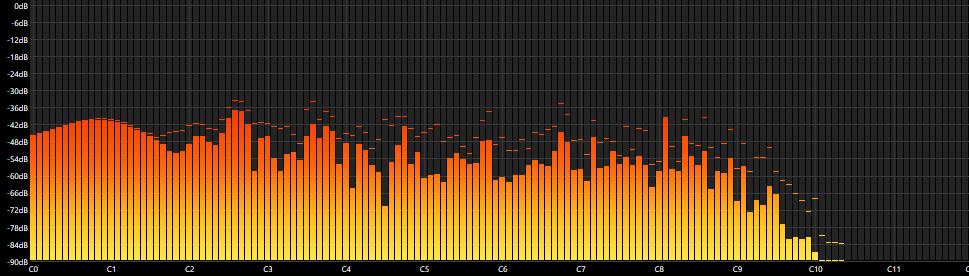 0dB
-6dB
-12dB
-18dB
-24dB
-30dB
-36dB
-42dB
-48dB
-54dB
-60dB
-66dB
-72dB
-78dB
-84dB
-90dB
C0 C1 C2 C3 C4 C5 C6 C7 C8 C9 C10 C11